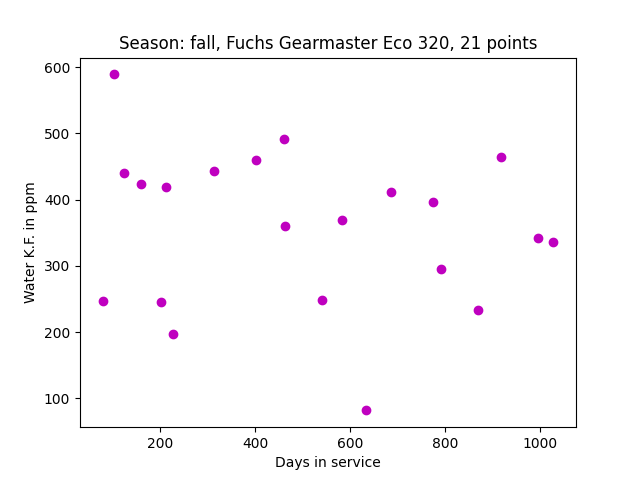 Season: fall, Fuchs Gearmaster Eco 320, 21 points
600
500
400
300
200
100
Water K.F. in ppm
200 400 600 800 1000
Days in service